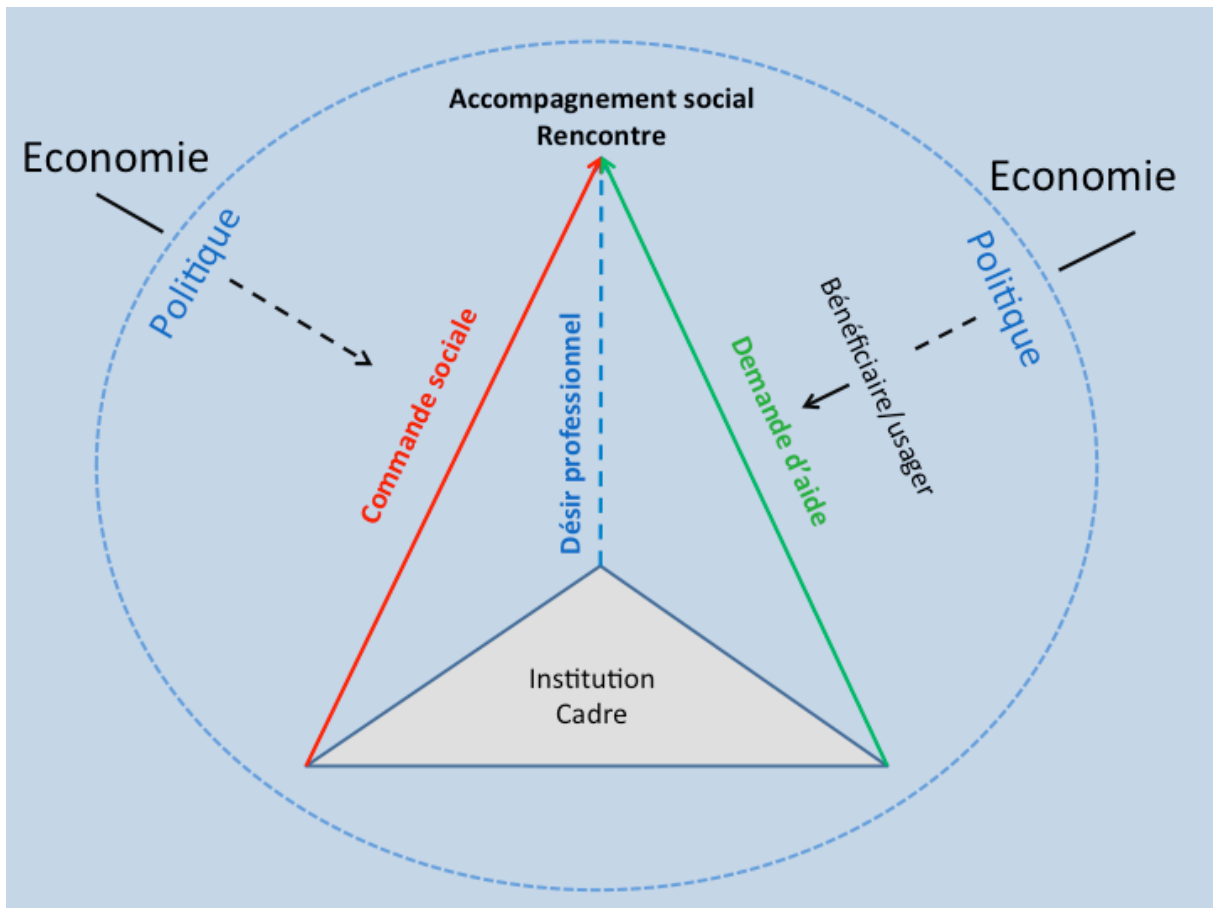 Accompagnement social
Rencontre
Economie
Economie
Politique
Politique
Bénéficiaire/usager
Commande sociale
Désir professionnel
Demande d'aide
Institution
Cadre